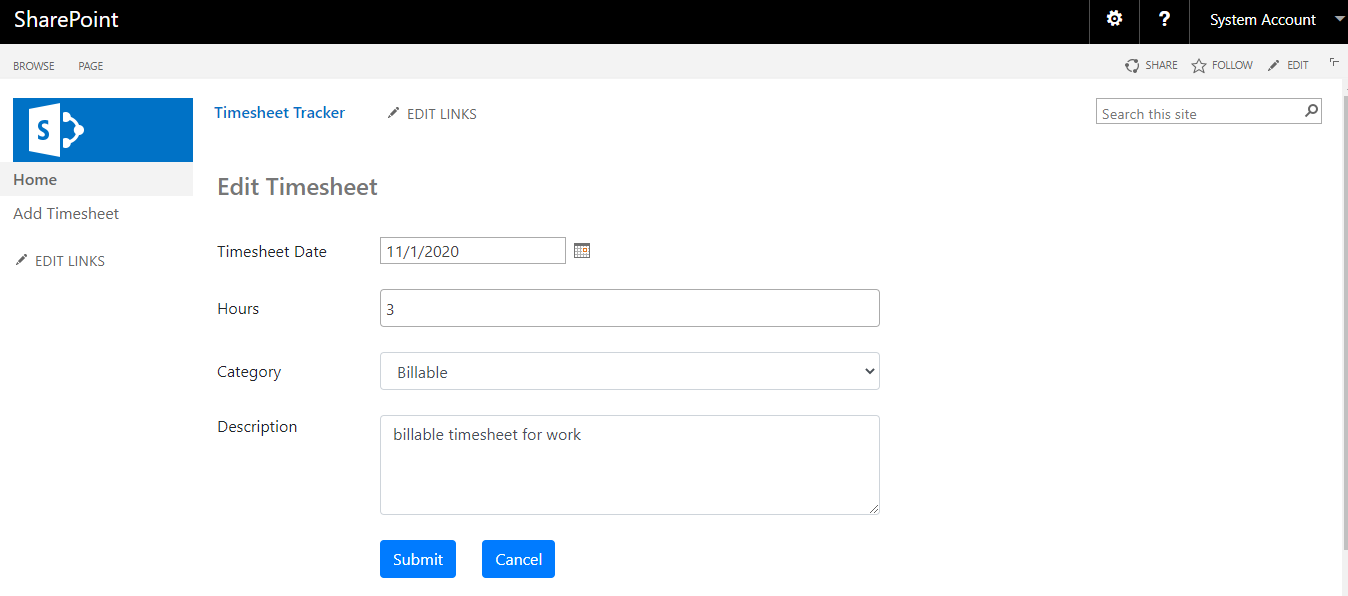 SharePoint
?
System Account
BROWSE PAGE
SHARE FOLLOW EDIT
S
Timesheet Tracker
EDIT LINKS
Search this site
Home
Add Timesheet
EDIT LINKS
Edit Timesheet
Timesheet Date
11/1/2020
Hours
3
Category
Billable
Description
billable timesheet for work
Submit
Cancel